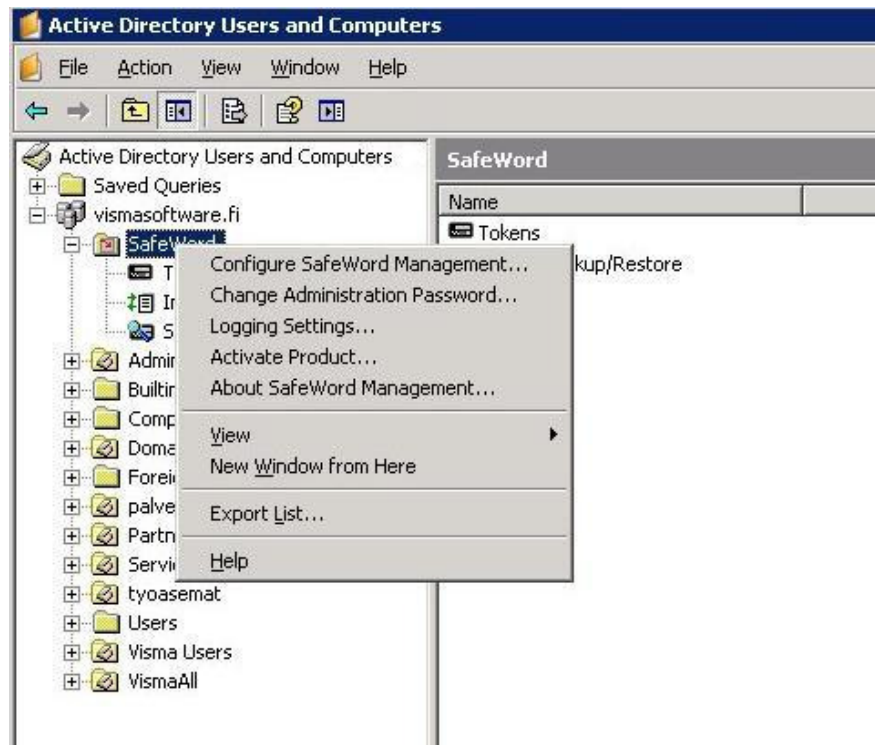 Active Directory Users and Computers
File Action View Window Help
Active Directory Users and Computers
Saved Queries
vismasoftware.fi
SafeWord
T
In
S
Admin
Builtin
Comp
Doma
Foreig
palve
Partn
Servi
tyoasemat
Users
Visma Users
VismaAll
Configure SafeWord Management...
Change Administration Password...
Logging Settings...
Activate Product...
About SafeWord Management...
View
New Window from Here
Export List...
Help
SafeWord
Name
Tokens
kup/Restore